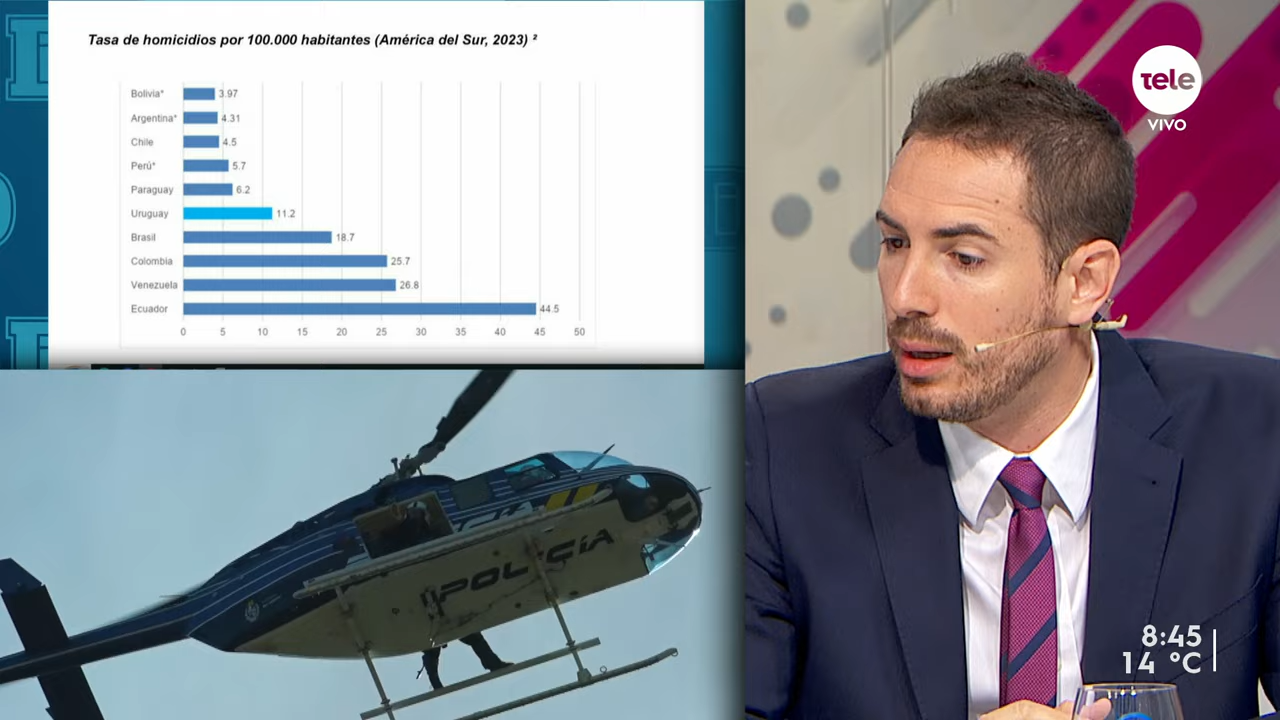 Tasa de homicidios por 100.000 habitantes (América del Sur, 2023) ²
Bolivia* 3.97
Argentina* 4.31
Chile 4.5
Perú* 5.7
Paraguay 6.2
Uruguay 11.2
Brasil 18.7
Colombia 25.7
Venezuela 26.8
Ecuador 44.5
0 5 10 15 20 25 30 35 40 45 50
POLICÍA
tele
VIVO
8:45
14 °C